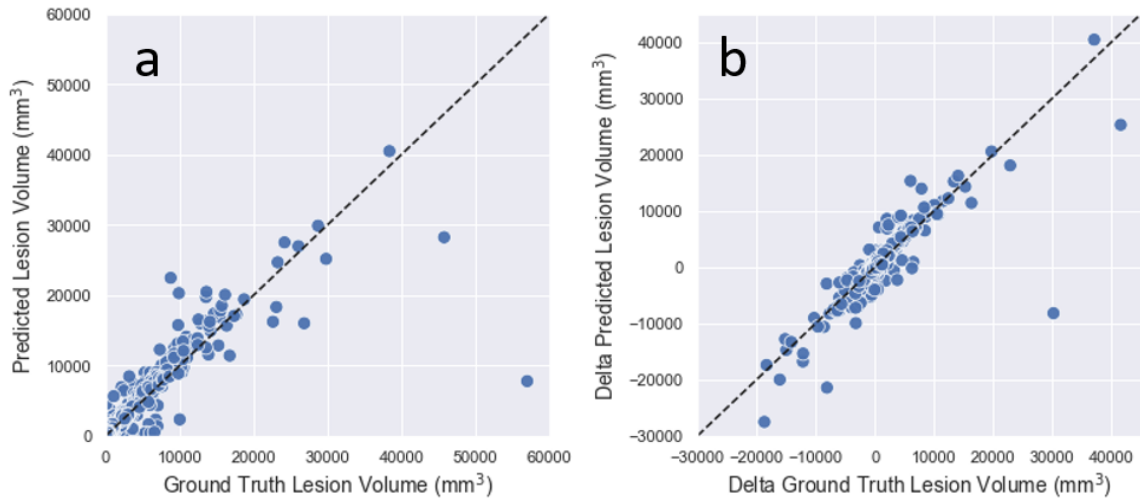 a
Predicted Lesion Volume (mm³)
60000
50000
40000
30000
20000
10000
0
0 10000 20000 30000 40000 50000 60000
Ground Truth Lesion Volume (mm³)
b
Delta Predicted Lesion Volume (mm³)
40000
30000
20000
10000
0
−10000
−20000
−30000
−30000 −20000 −10000 0 10000 20000 30000 40000
Delta Ground Truth Lesion Volume (mm³)